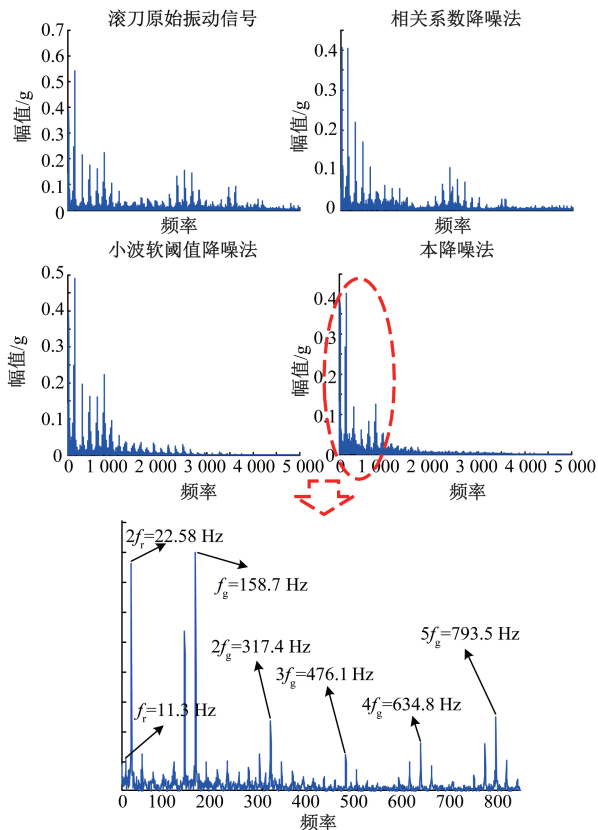 滚刀原始振动信号
相关系数降噪法
0.7
0.6
0.5
0.4
0.3
0.2
0.1
0
幅值/g
频率
0.4
0.3
0.2
0.1
0
幅值/g
频率
小波软阈值降噪法
本降噪法
0.5
0.4
0.3
0.2
0.1
0
幅值/g
0 1 000 2 000 3 000 4 000 5 000
频率
0.4
0.3
0.2
0.1
0
幅值/g
0 1 000 2 000 3 000 4 000 5 000
频率
2fr=22.58 Hz
fg=158.7 Hz
2fg=317.4 Hz
3fg=476.1 Hz
5fg=793.5 Hz
4fg=634.8 Hz
fr=11.3 Hz
0
0 100 200 300 400 500 600 700 800
频率